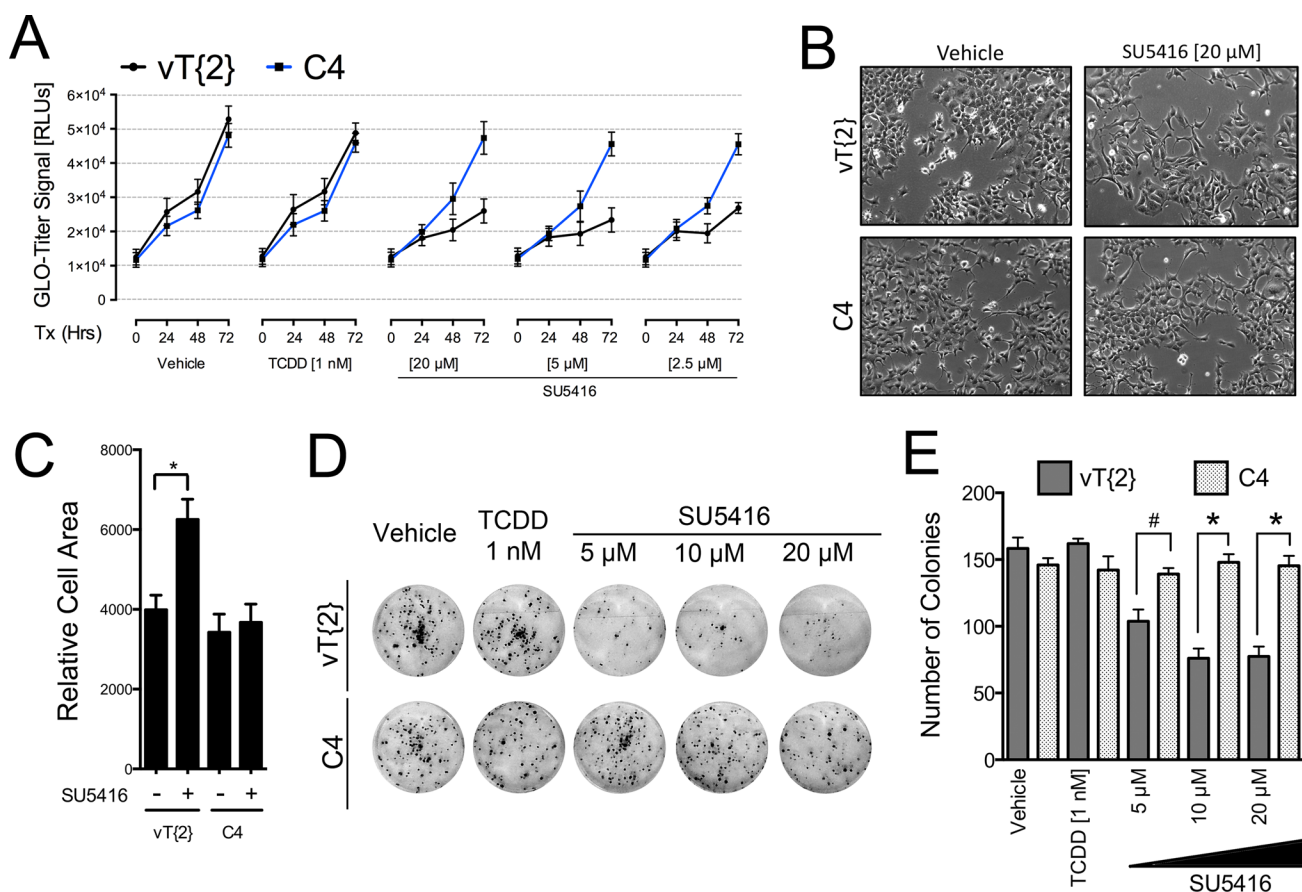 A
vT{2} C4
GLO-Titer Signal [RLUs]
6×10⁴
5×10⁴
4×10⁴
3×10⁴
2×10⁴
1×10⁴
0
Tx (Hrs)
0 24 48 72 0 24 48 72 0 24 48 72 0 24 48 72 0 24 48 72
Vehicle TCDD [1 nM] [20 µM] [5 µM] [2.5 µM]
SU5416
B
Vehicle SU5416 [20 µM]
vT{2}
C4
C
Relative Cell Area
8000
6000
4000
2000
0
*
SU5416 - + - +
vT{2} C4
D
Vehicle TCDD SU5416
1 nM 5 µM 10 µM 20 µM
vT{2}
C4
E
vT{2} C4
Number of Colonies
200
150
100
50
0
# * *
Vehicle
TCDD [1 nM]
5 µM
10 µM
20 µM
SU5416